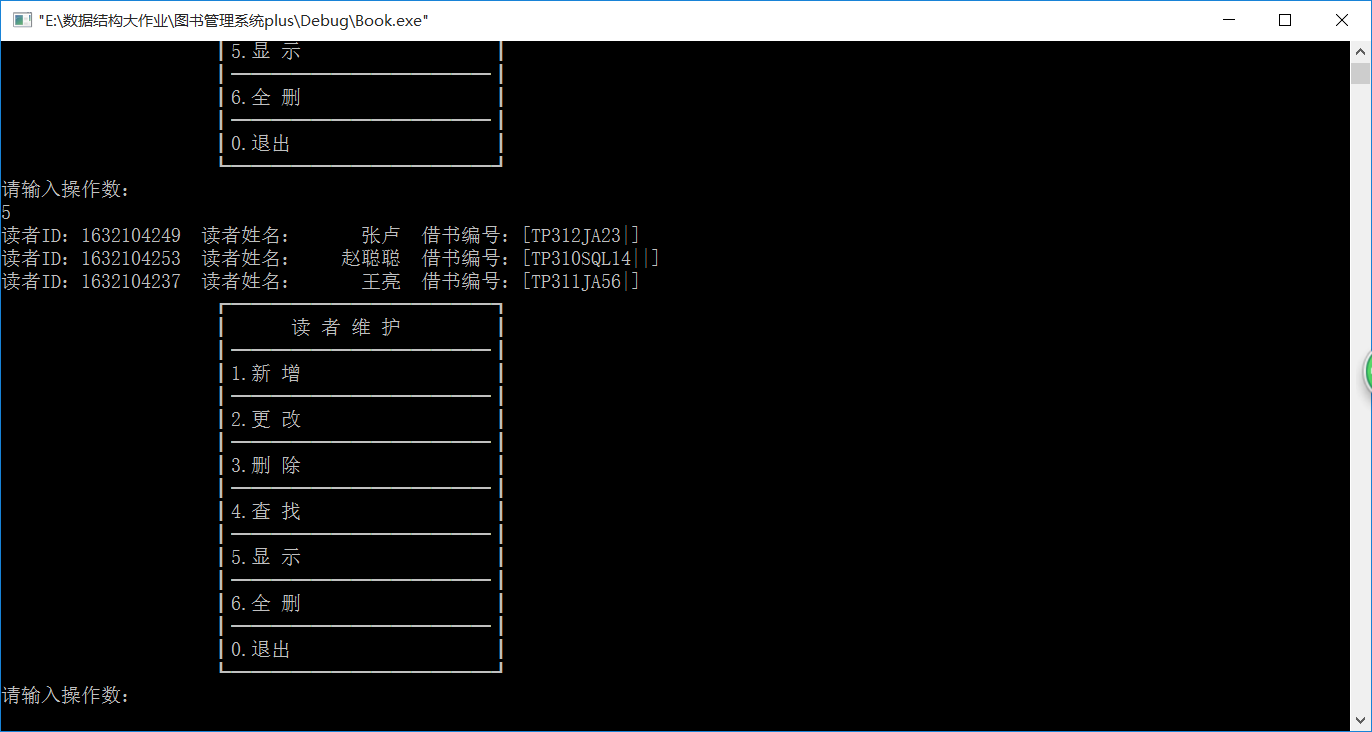 "E:\数据结构大作业\图书管理系统plus\Debug\Book.exe"
5.显 示
6.全 删
0.退出
请输入操作数:
5
读者ID: 1632104249 读者姓名: 张卢 借书编号: [TP312JA23|]
读者ID: 1632104253 读者姓名: 赵聪聪 借书编号: [TP310SQL14||]
读者ID: 1632104237 读者姓名: 王亮 借书编号: [TP311JA56|]
读 者 维 护
1.新 增
2.更 改
3.删 除
4.查 找
5.显 示
6.全 删
0.退出
请输入操作数: